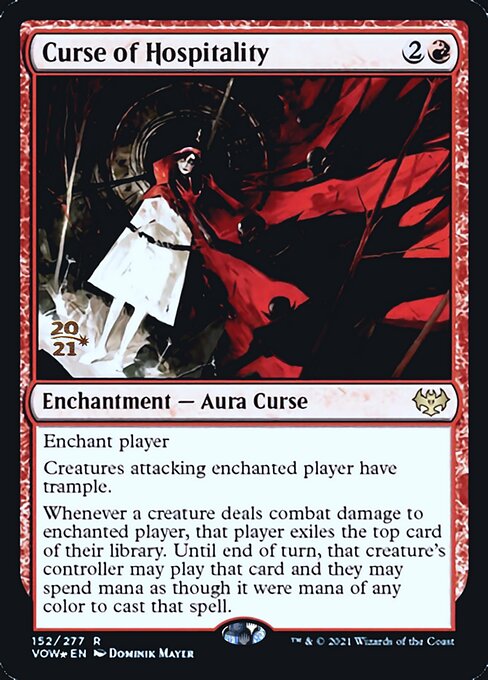 Curse of Hospitality 2
20
21
Enchantment — Aura Curse
Enchant player
Creatures attacking enchanted player have
trample.
Whenever a creature deals combat damage to
enchanted player, that player exiles the top card
of their library. Until end of turn, that creature's
controller may play that card and they may
spend mana as though it were mana of any
color to cast that spell.
152/277 R
VOW★EN Dominik Mayer
™ & © 2021 Wizards of the Coast